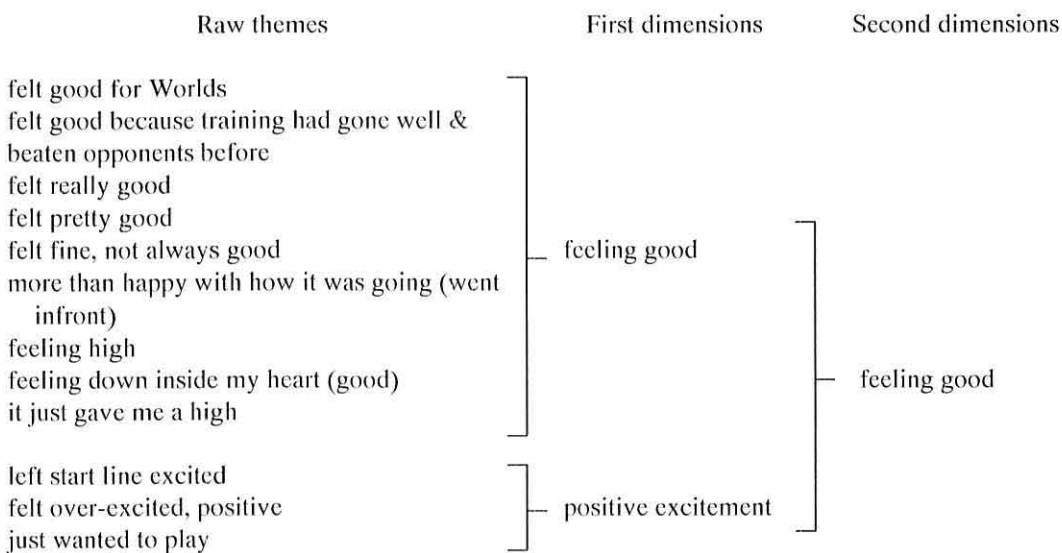 Raw themes First dimensions Second dimensions
felt good for Worlds
felt good because training had gone well &
beaten opponents before
felt really good
felt pretty good
felt fine, not always good
feeling good
more than happy with how it was going (went
infront)
feeling high
feeling down inside my heart (good)
feeling good
it just gave me a high
left start line excited
felt over-excited, positive
positive excitement
just wanted to play